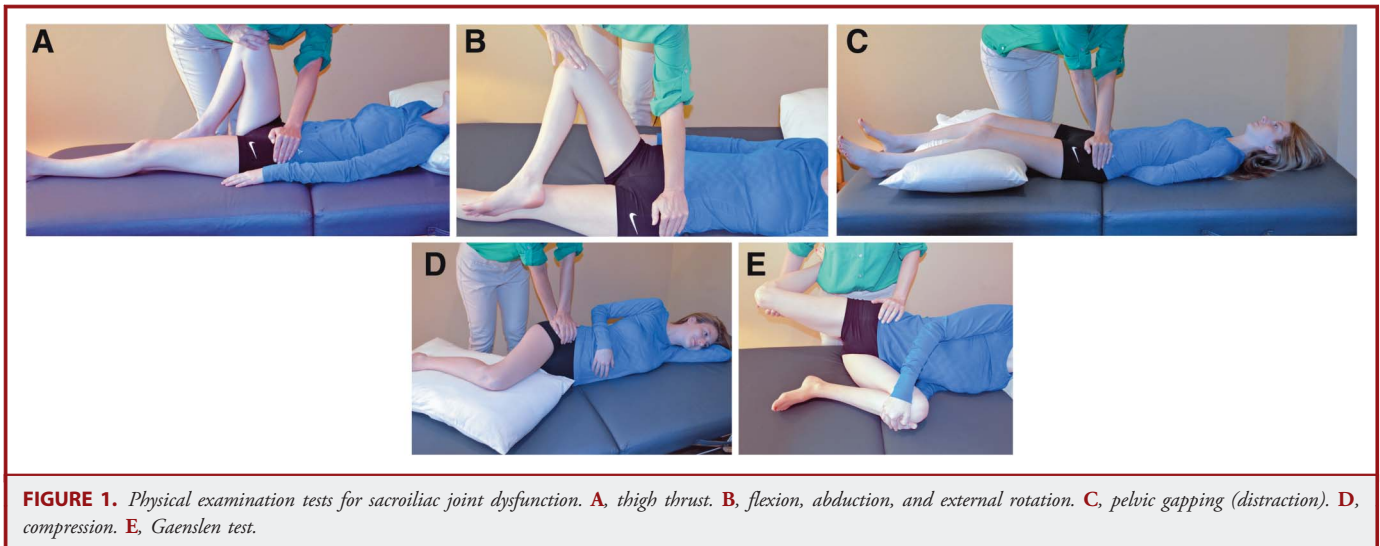 A
B
C
D
E
FIGURE 1. Physical examination tests for sacroiliac joint dysfunction. A, thigh thrust. B, flexion, abduction, and external rotation. C, pelvic gapping (distraction). D,
compression. E, Gaenslen test.